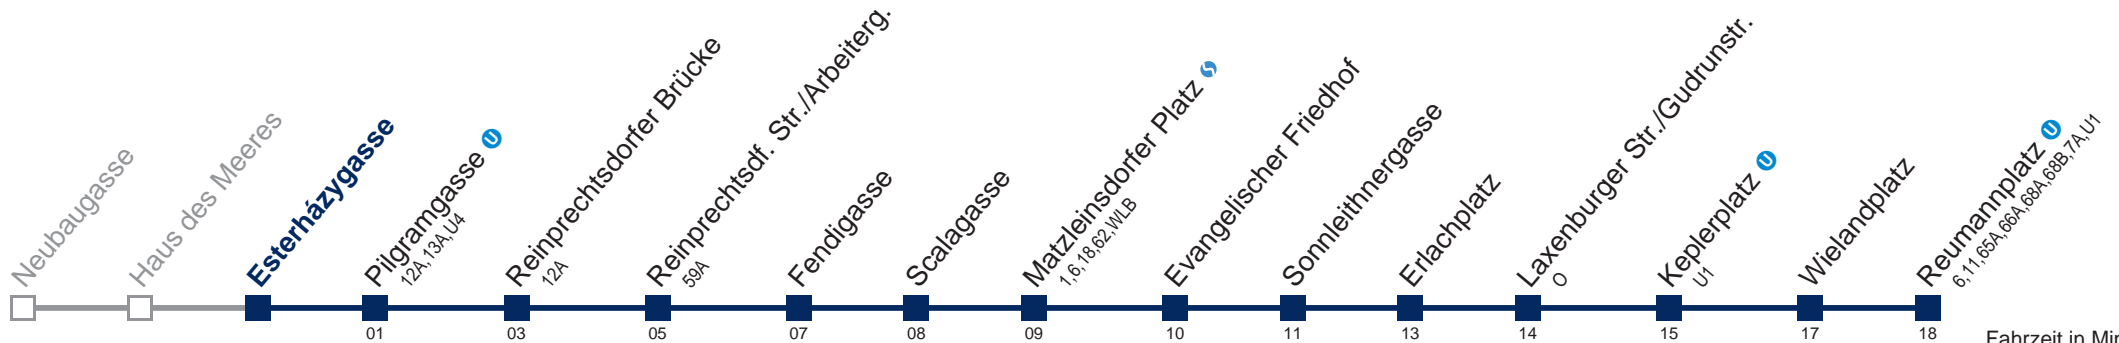 Neubaugasse
Haus des Meeres
Esterházygasse
Pilgramgasse U
12A,13A,U4
01
Reinprechtsdorfer Brücke
12A
03
Reinprechtsdf. Str./Arbeiterg.
59A
05
Fendigasse
07
Scalagasse
08
Matzleinsdorfer Platz
1,6,18,62,WLB
09
Evangelischer Friedhof
10
Sonnleithnergasse
11
Erlachplatz
13
Laxenburger Str./Gudrunstr.
O
14
Keplerplatz U
U1
15
Wielandplatz
17
Reumannplatz U
6,11,65A,66A,68A,68B,7A,U1
18
Fahrzeit in